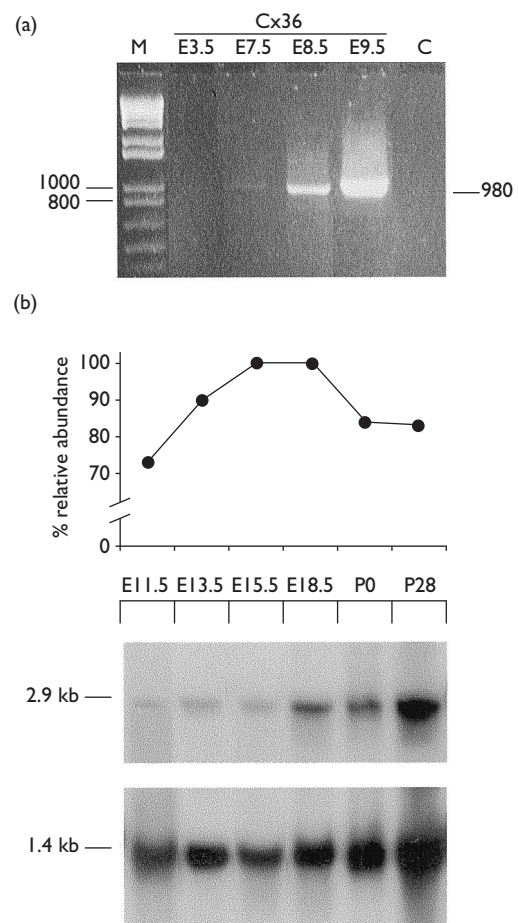 (a)
Cx36
M E3.5 E7.5 E8.5 E9.5 C
1000
800
980
(b)
% relative abundance
100
90
80
70
0
E11.5 E13.5 E15.5 E18.5 P0 P28
2.9 kb
1.4 kb